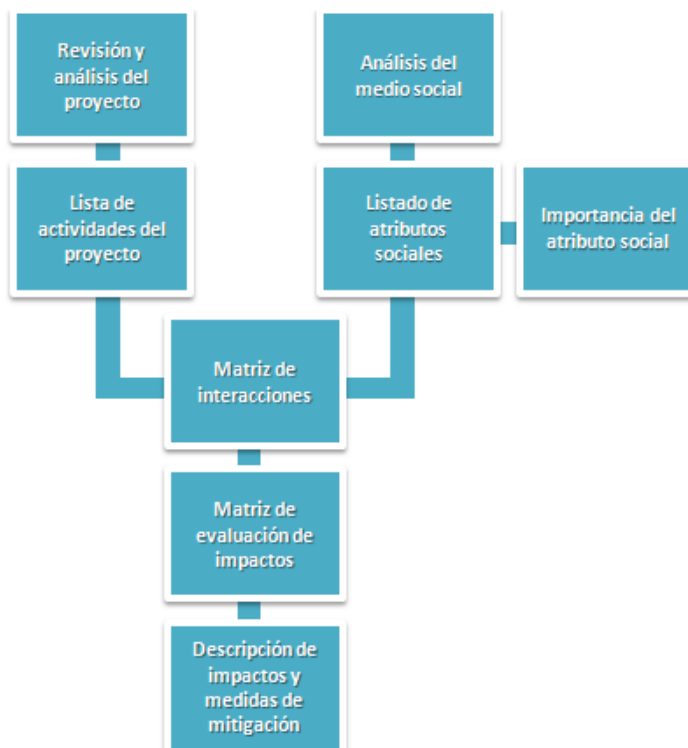 Revisión y
análisis del
proyecto
Análisis del
medio social
Lista de
actividades del
proyecto
Listado de
atributos
sociales
Importancia del
atributo social
Matriz de
interacciones
Matriz de
evaluación de
impactos
Descripción de
impactos y
medidas de
mitigación